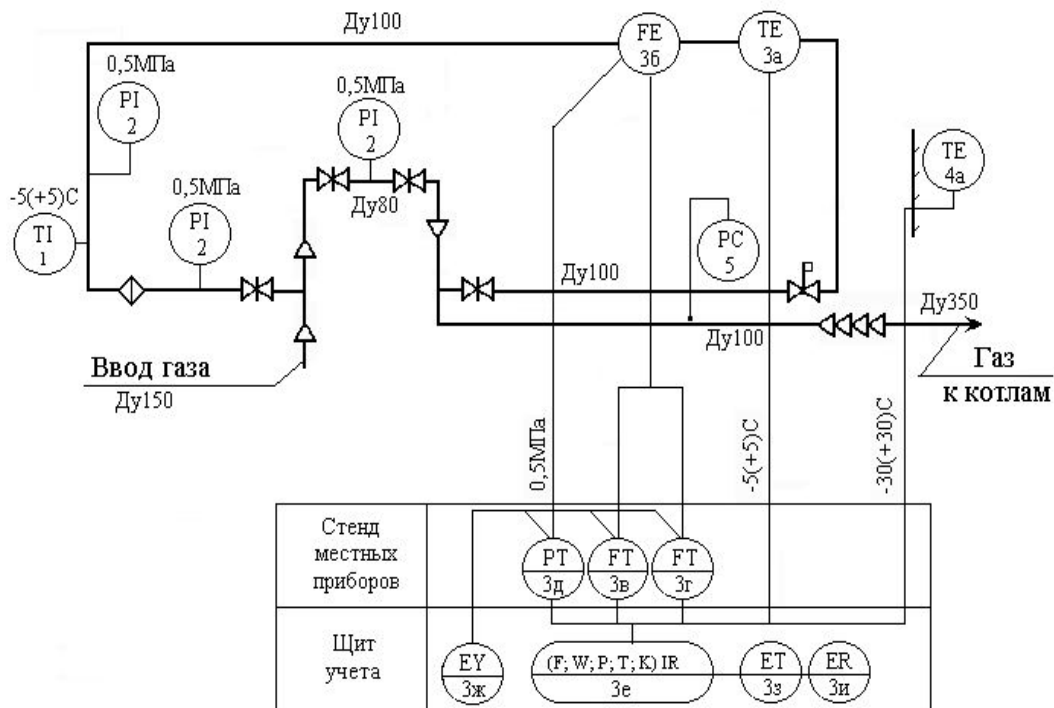 Ду100
FE
3б
TE
3а
0,5МПа
PI
2
0,5МПа
PI
2
TE
4а
-5(+5)С
TI
1
0,5МПа
PI
2
Ду80
PC
5
Ду100
Ду350
Ду100
Ввод газа
Ду150
Газ
к котлам
0,5МПа
-5(+5)С
-30(+30)С
Стенд
местных
приборов
PT
3д
FT
3в
FT
3г
Щит
учета
EY
3ж
(F; W; P; T; K) IR
3е
ET
3з
ER
3и